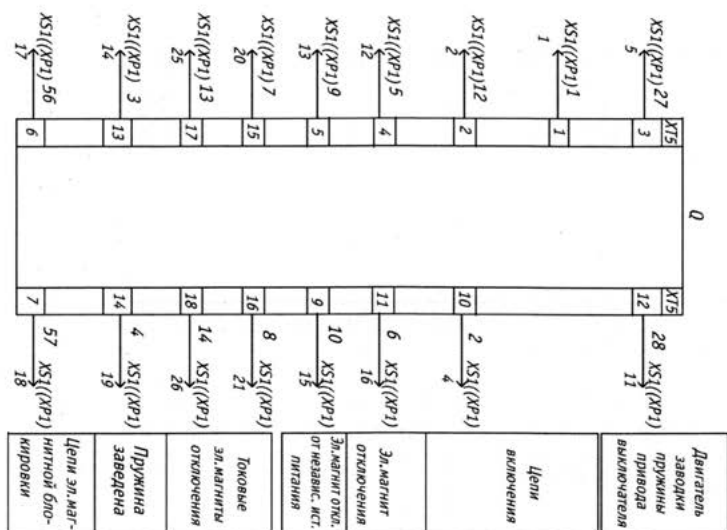 XT5
Q
XT5
XS1((XP1) 27
5
3
12
28
XS1((XP1)
11
Двигатель
заводки
пружины
привода
выключателя
XS1((XP1) 1
1
1
XS1((XP1) 12
2
2
10
2
XS1((XP1)
4
Цепи
включения
XS1((XP1) 5
12
4
11
6
XS1((XP1)
16
Эл.магнит
отключения
XS1((XP1) 9
13
5
9
10
XS1((XP1)
15
Эл.магнит откл.
от независ. ист.
питания
XS1((XP1) 7
20
15
16
8
XS1((XP1)
21
XS1((XP1) 13
25
17
18
14
XS1((XP1)
26
Токовые
эл.магниты
отключения
XS1((XP1) 3
14
13
14
4
XS1((XP1)
19
Пружина
заведена
XS1((XP1) 56
17
6
7
57
XS1((XP1)
18
Цепи эл.маг-
нитной бло-
кировки